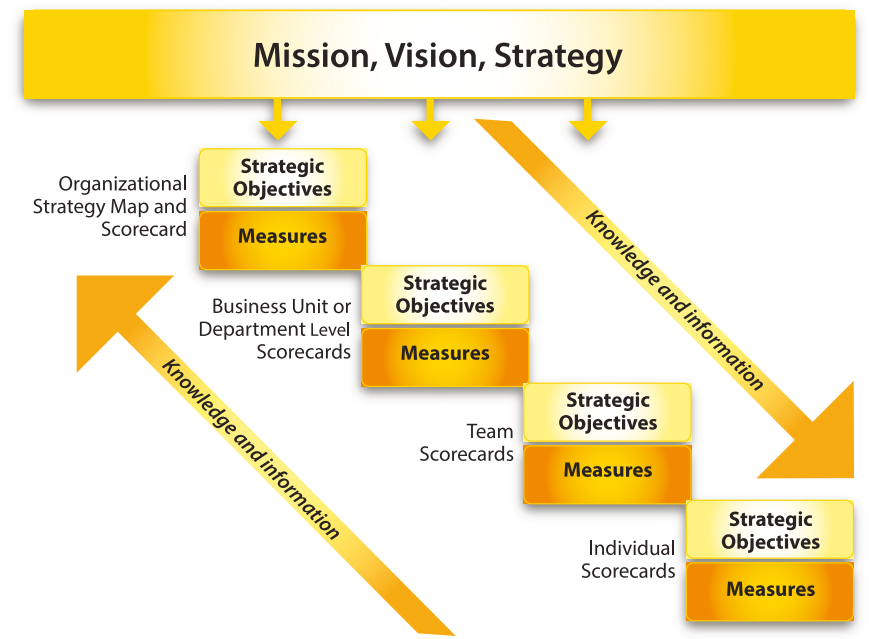 Mission, Vision, Strategy
Organizational
Strategy Map and
Scorecard
Strategic
Objectives
Measures
Knowledge and information
Business Unit or
Department Level
Scorecards
Strategic
Objectives
Measures
Knowledge and information
Team
Scorecards
Strategic
Objectives
Measures
Individual
Scorecards
Strategic
Objectives
Measures